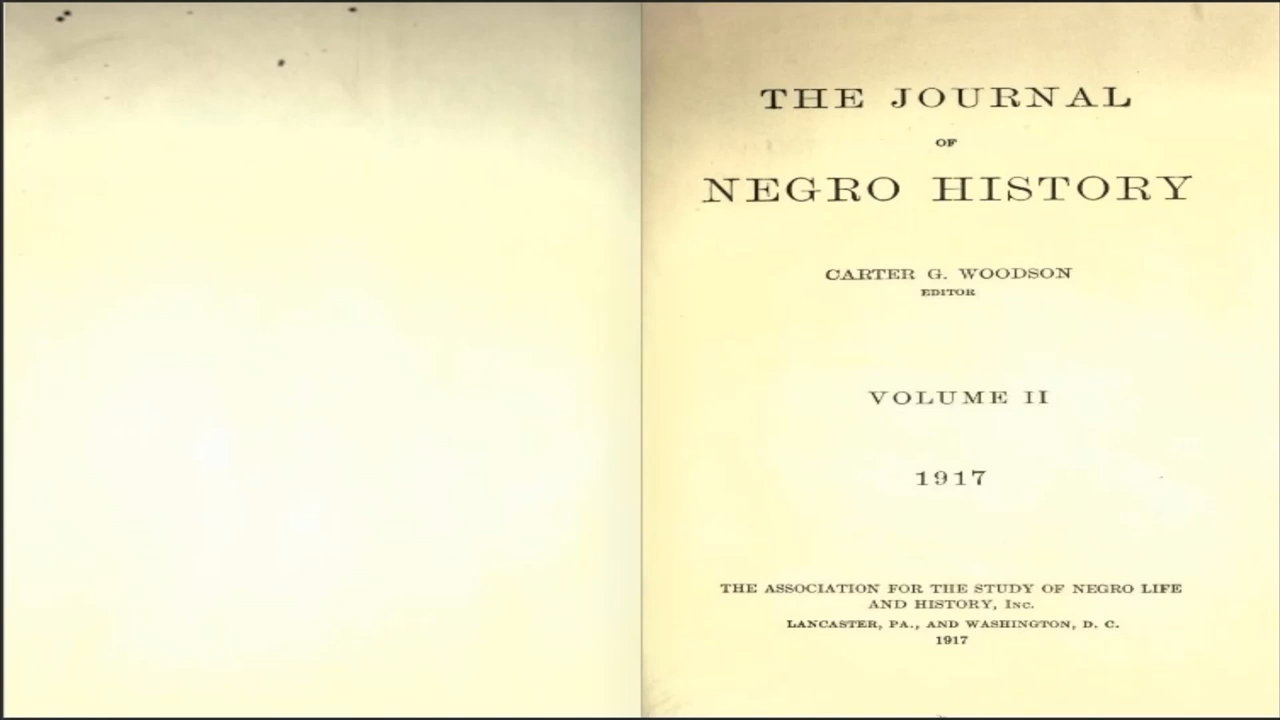 THE JOURNAL
OF
NEGRO HISTORY
CARTER G. WOODSON
EDITOR
VOLUME II
1917
THE ASSOCIATION FOR THE STUDY OF NEGRO LIFE
AND HISTORY, Inc.
LANCASTER, PA., AND WASHINGTON, D. C.
1917